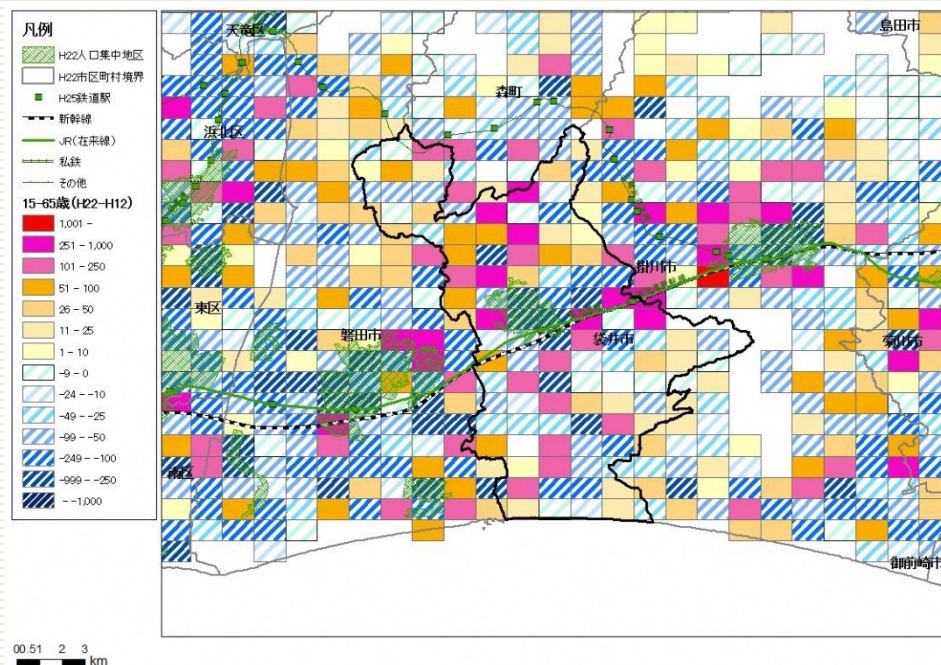 凡例
H22人口集中地区
H22市区町村境界
H25鉄道駅
新幹線
JR(在来線)
私鉄
その他
15-65歳(H22-H12)
1,001 -
251 - 1,000
101 - 250
51 - 100
26 - 50
11 - 25
1 - 10
-9 - 0
-24 - -10
-49 - -25
-99 - -50
-249 - -100
-999 - -250
- -1,000
天竜区
島田市
森町
浜北区
掛川市
東区
磐田市
袋井市
菊川市
南区
御前崎市
00.51 2 3
km